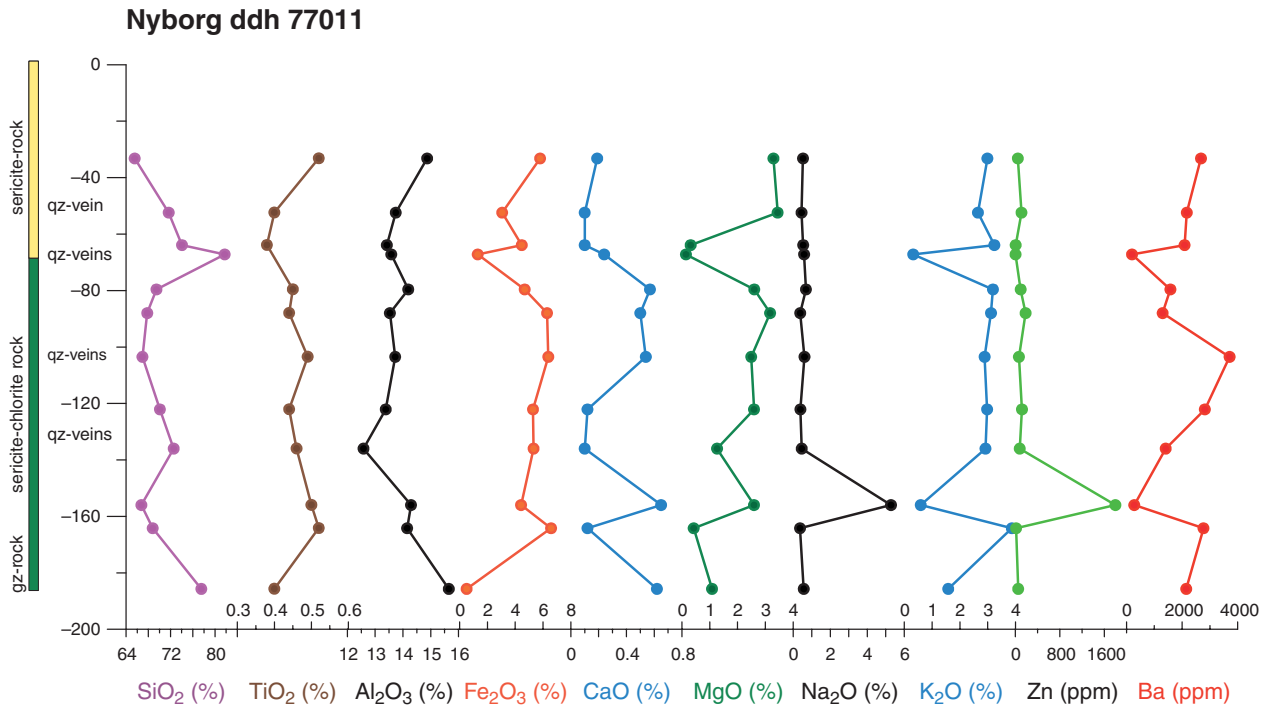 Nyborg ddh 77011
0
sericite-rock
–40
qz-vein
qz-veins
–80
qz-veins
sericite-chlorite rock
–120
qz-veins
–160
gz-rock
0.3 0.4 0.5 0.6 0 2 4 6 8 0 1 2 3 4 0 1 2 3 4 0 2000 4000
–200
64 72 80 12 13 14 15 16 0 0.4 0.8 0 2 4 6 0 800 1600
SiO₂ (%) TiO₂ (%) Al₂O₃ (%) Fe₂O₃ (%) CaO (%) MgO (%) Na₂O (%) K₂O (%) Zn (ppm) Ba (ppm)